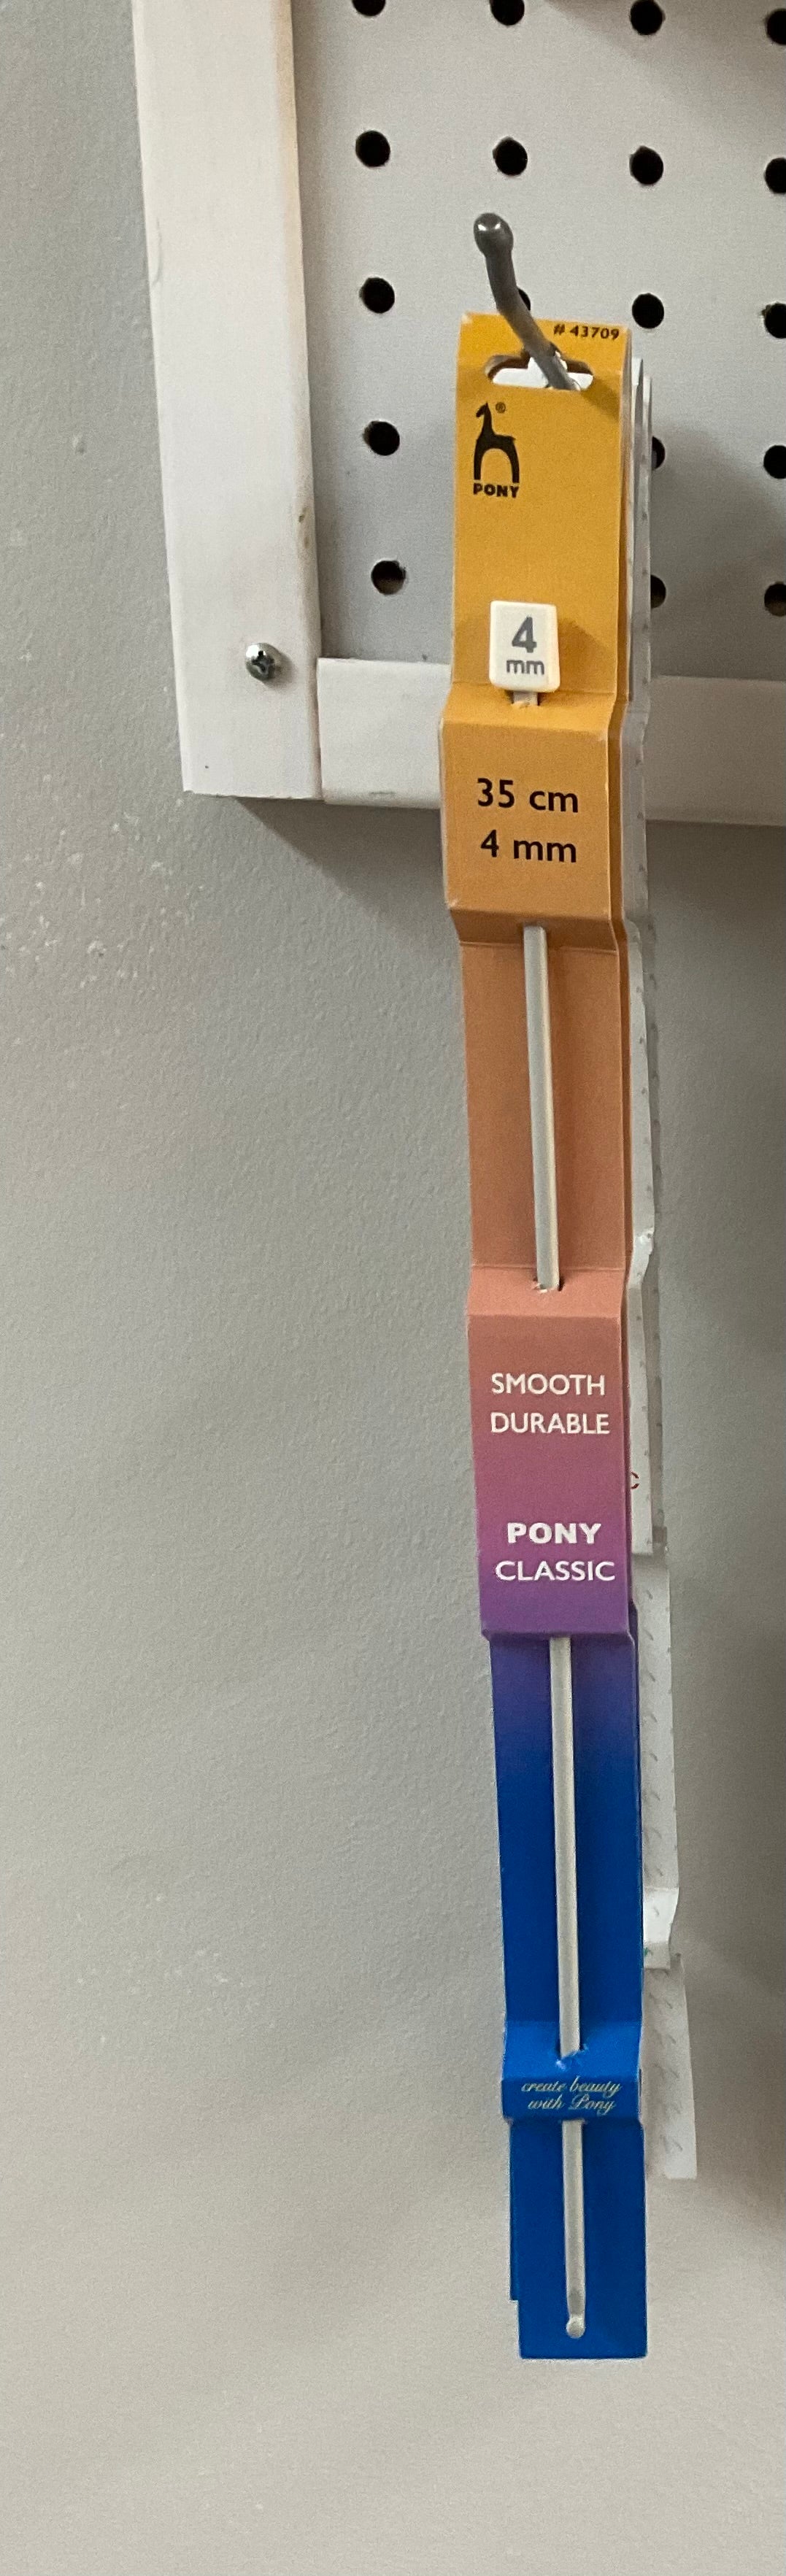 # 43709
®
PONY
4
mm
35 cm
4 mm
SMOOTH
DURABLE
PONY
CLASSIC
create beauty
with Pony